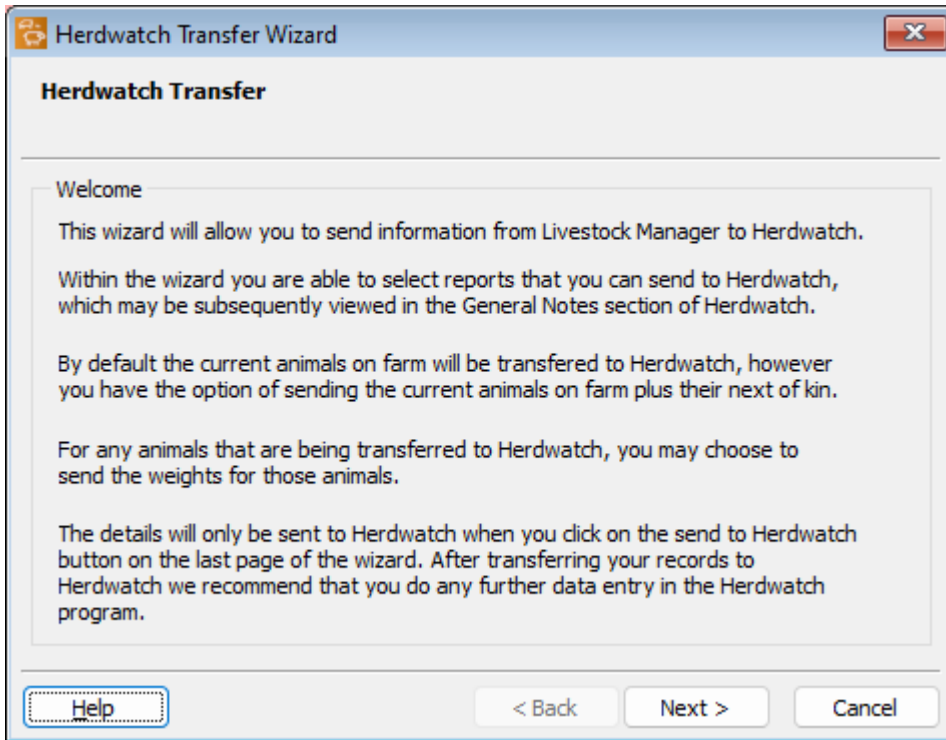 Herdwatch Transfer Wizard
Herdwatch Transfer
Welcome
This wizard will allow you to send information from Livestock Manager to Herdwatch.
Within the wizard you are able to select reports that you can send to Herdwatch,
which may be subsequently viewed in the General Notes section of Herdwatch.
By default the current animals on farm will be transfered to Herdwatch, however
you have the option of sending the current animals on farm plus their next of kin.
For any animals that are being transferred to Herdwatch, you may choose to
send the weights for those animals.
The details will only be sent to Herdwatch when you click on the send to Herdwatch
button on the last page of the wizard. After transferring your records to
Herdwatch we recommend that you do any further data entry in the Herdwatch
program.
Help < Back Next > Cancel